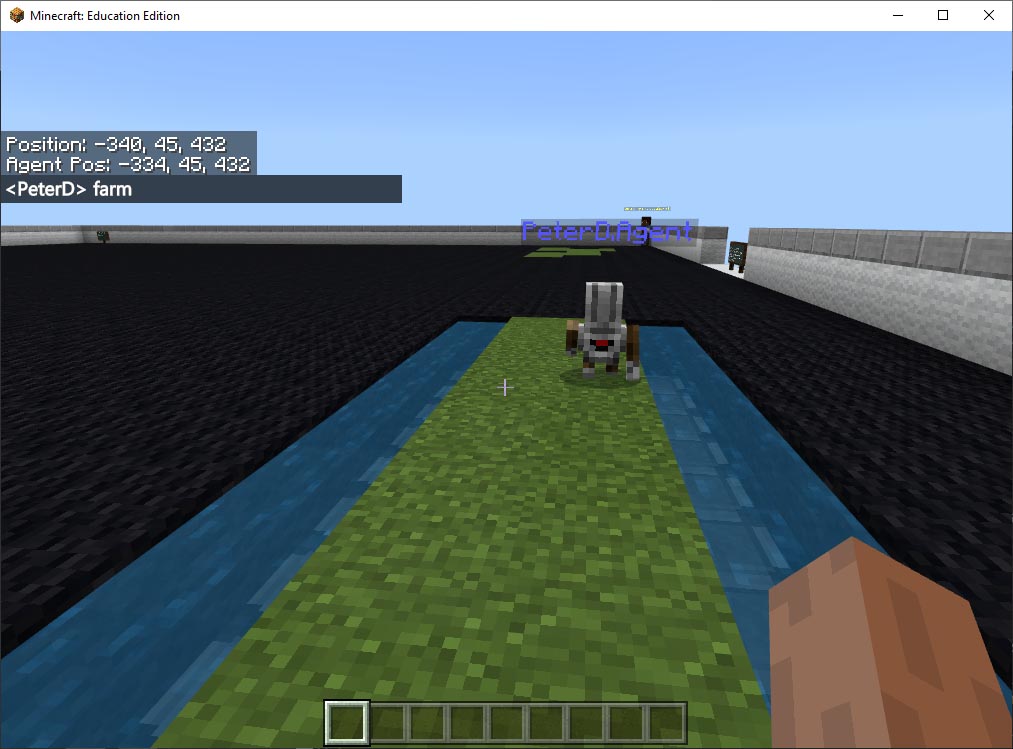 Minecraft: Education Edition
Position: -340, 45, 432
Agent Pos: -334, 45, 432
<PeterD> farm
PeterD.Agent